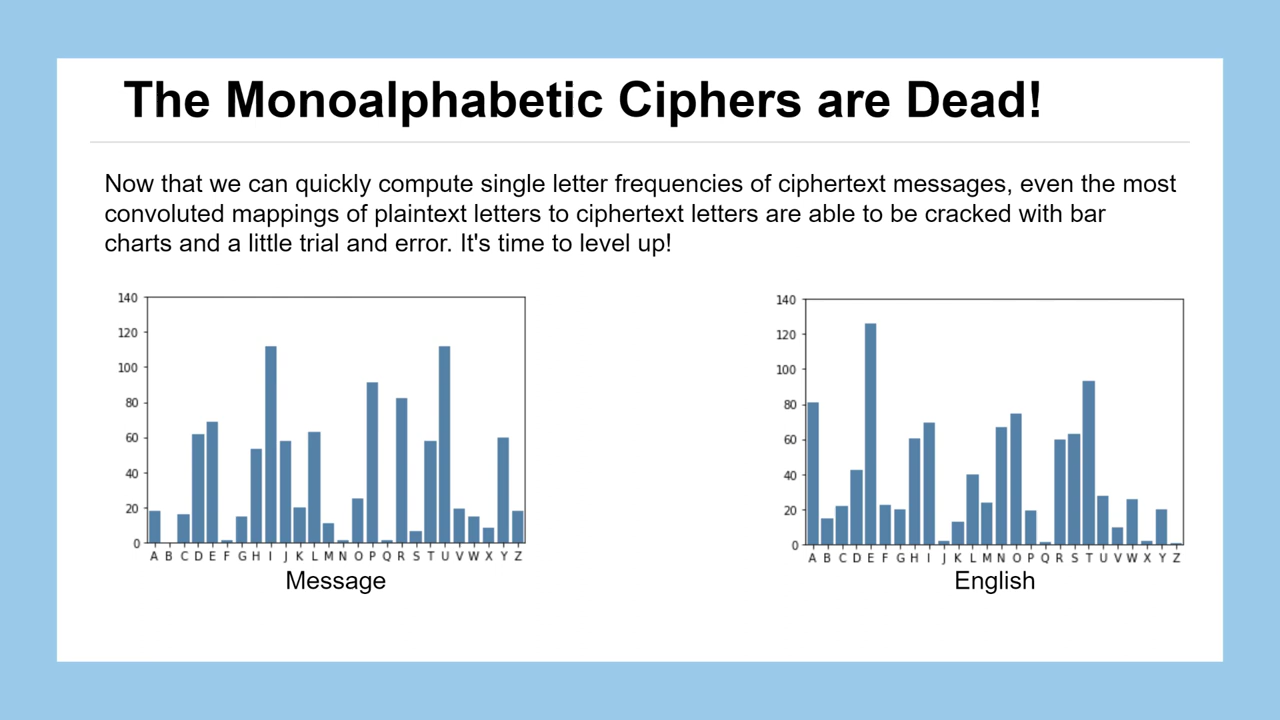 The Monoalphabetic Ciphers are Dead!
Now that we can quickly compute single letter frequencies of ciphertext messages, even the most
convoluted mappings of plaintext letters to ciphertext letters are able to be cracked with bar
charts and a little trial and error. It's time to level up!
140
120
100
80
60
40
20
0
A B C D E F G H I J K L M N O P Q R S T U V W X Y Z
Message
140
120
100
80
60
40
20
0
A B C D E F G H I J K L M N O P Q R S T U V W X Y Z
English